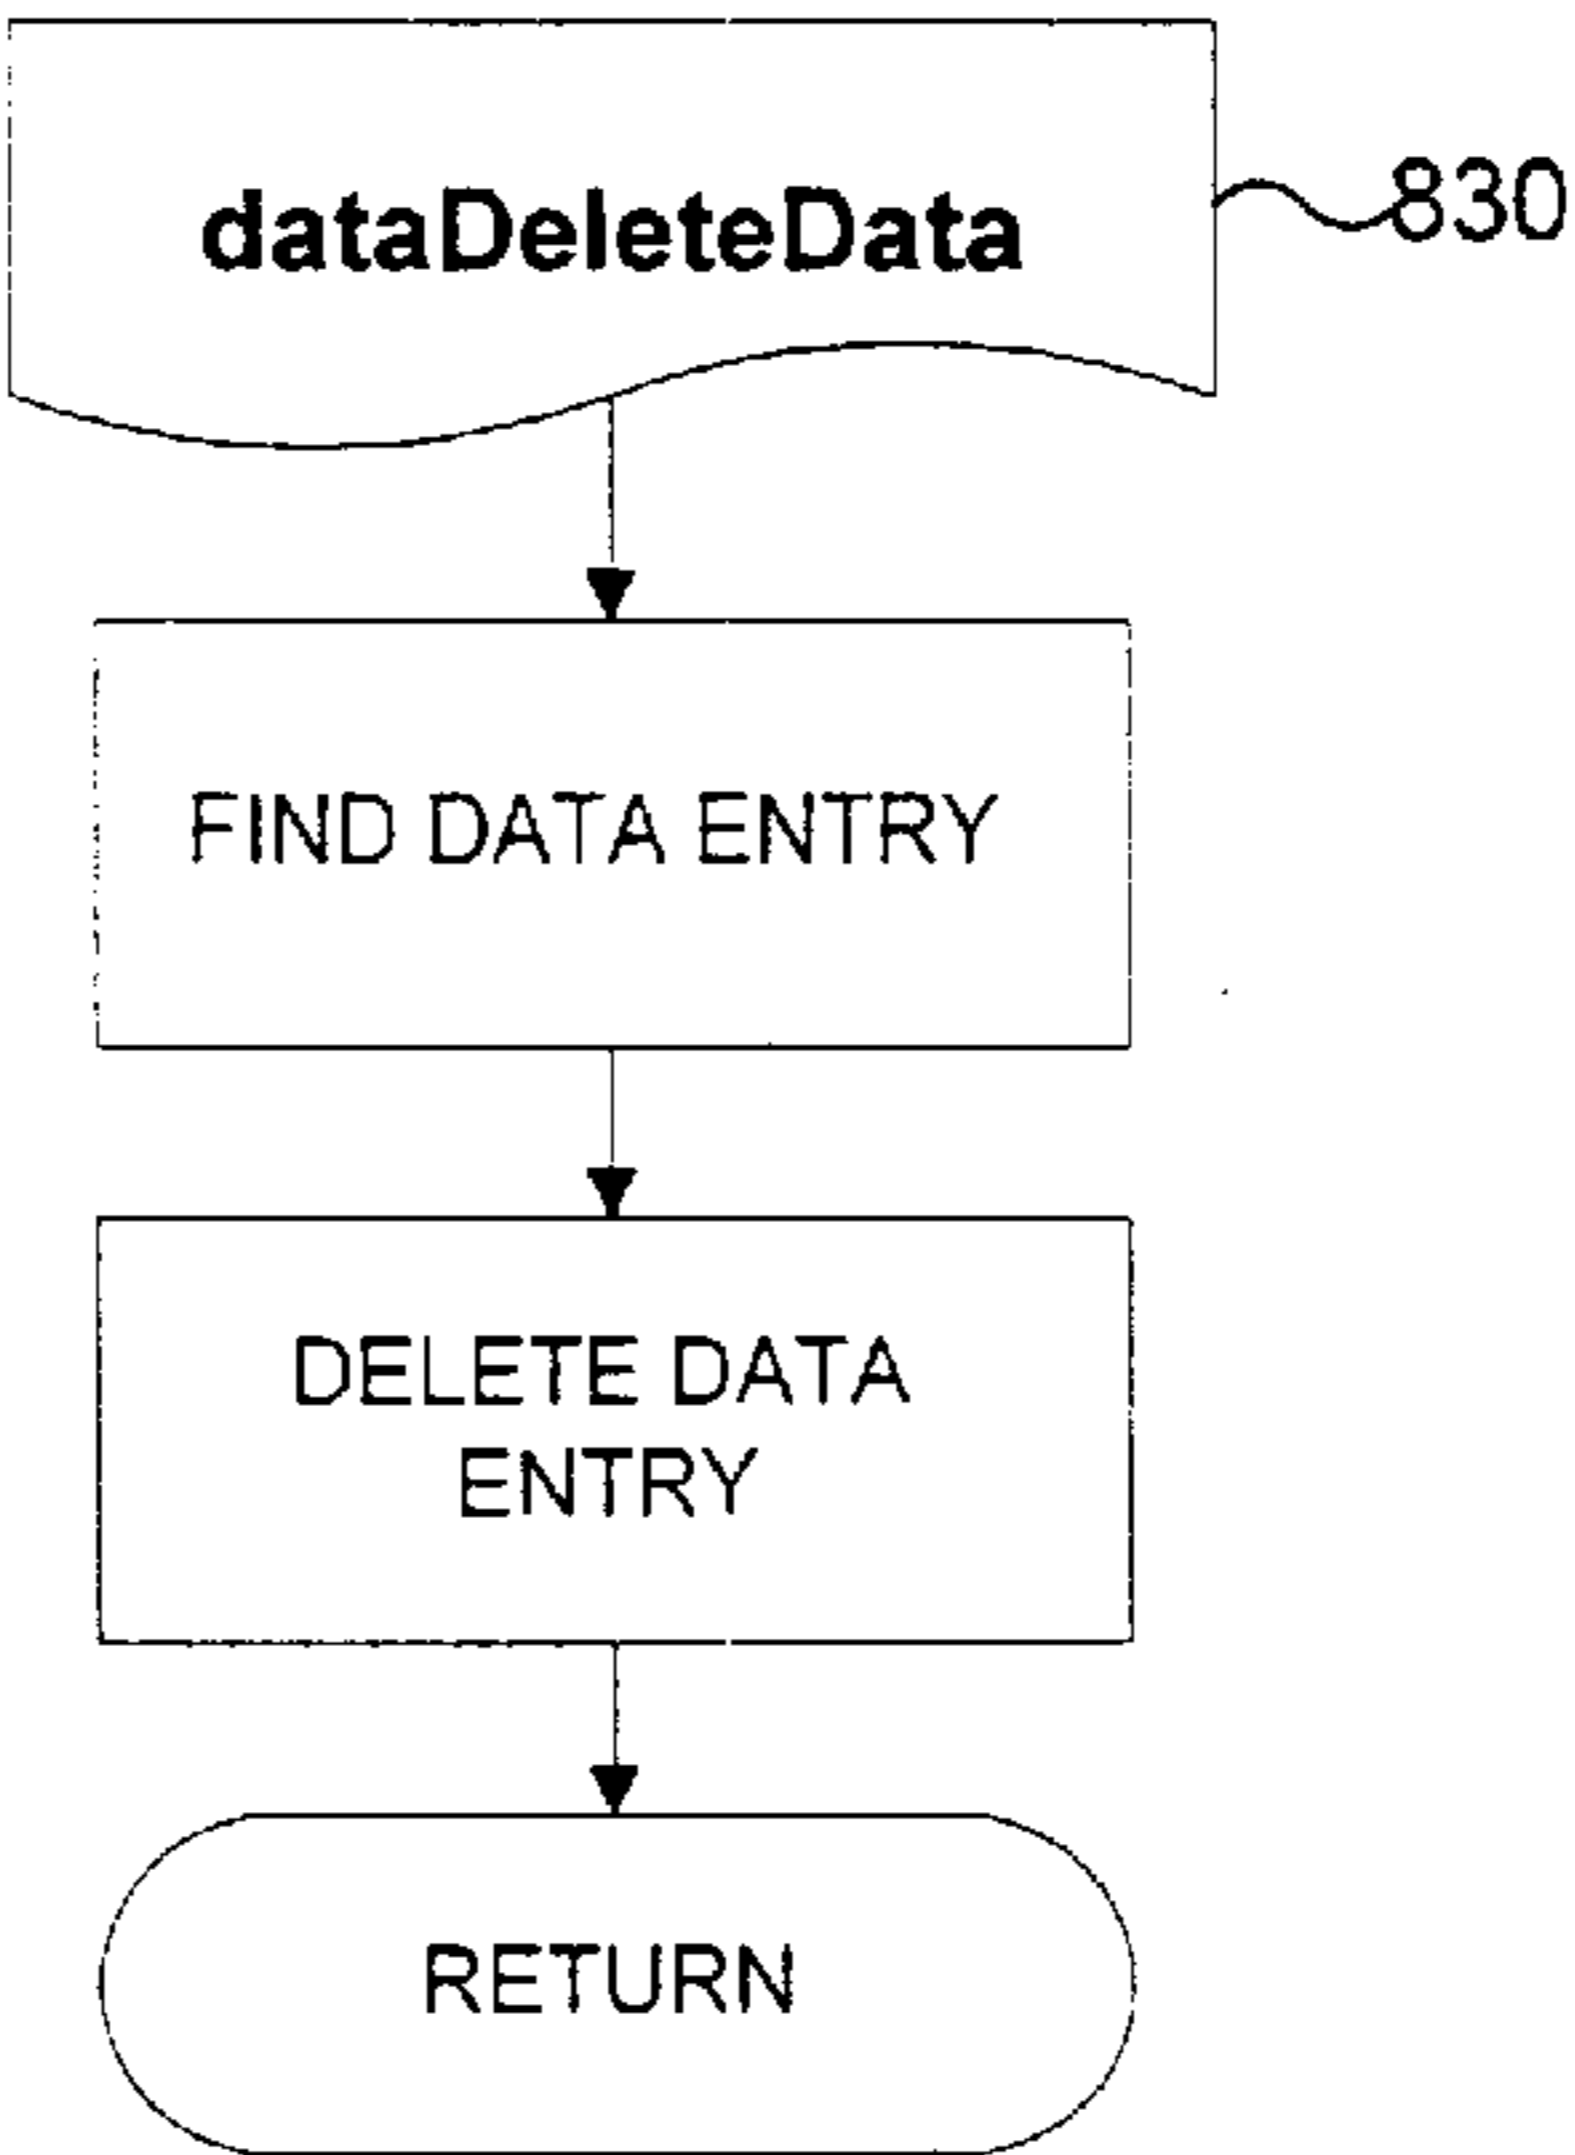 dataDeleteData
830
FIND DATA ENTRY
DELETE DATA
ENTRY
RETURN